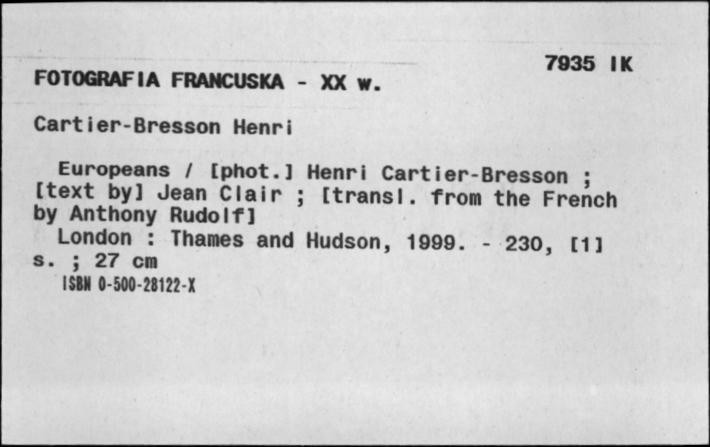 7935 IK
FOTOGRAFIA FRANCUSKA - XX w.
Cartier-Bresson Henri
Europeans / [phot.] Henri Cartier-Bresson ;
[text by] Jean Clair ; [transl. from the French
by Anthony Rudolf]
London : Thames and Hudson, 1999. - 230, [1]
s. ; 27 cm
ISBN 0-500-28122-X